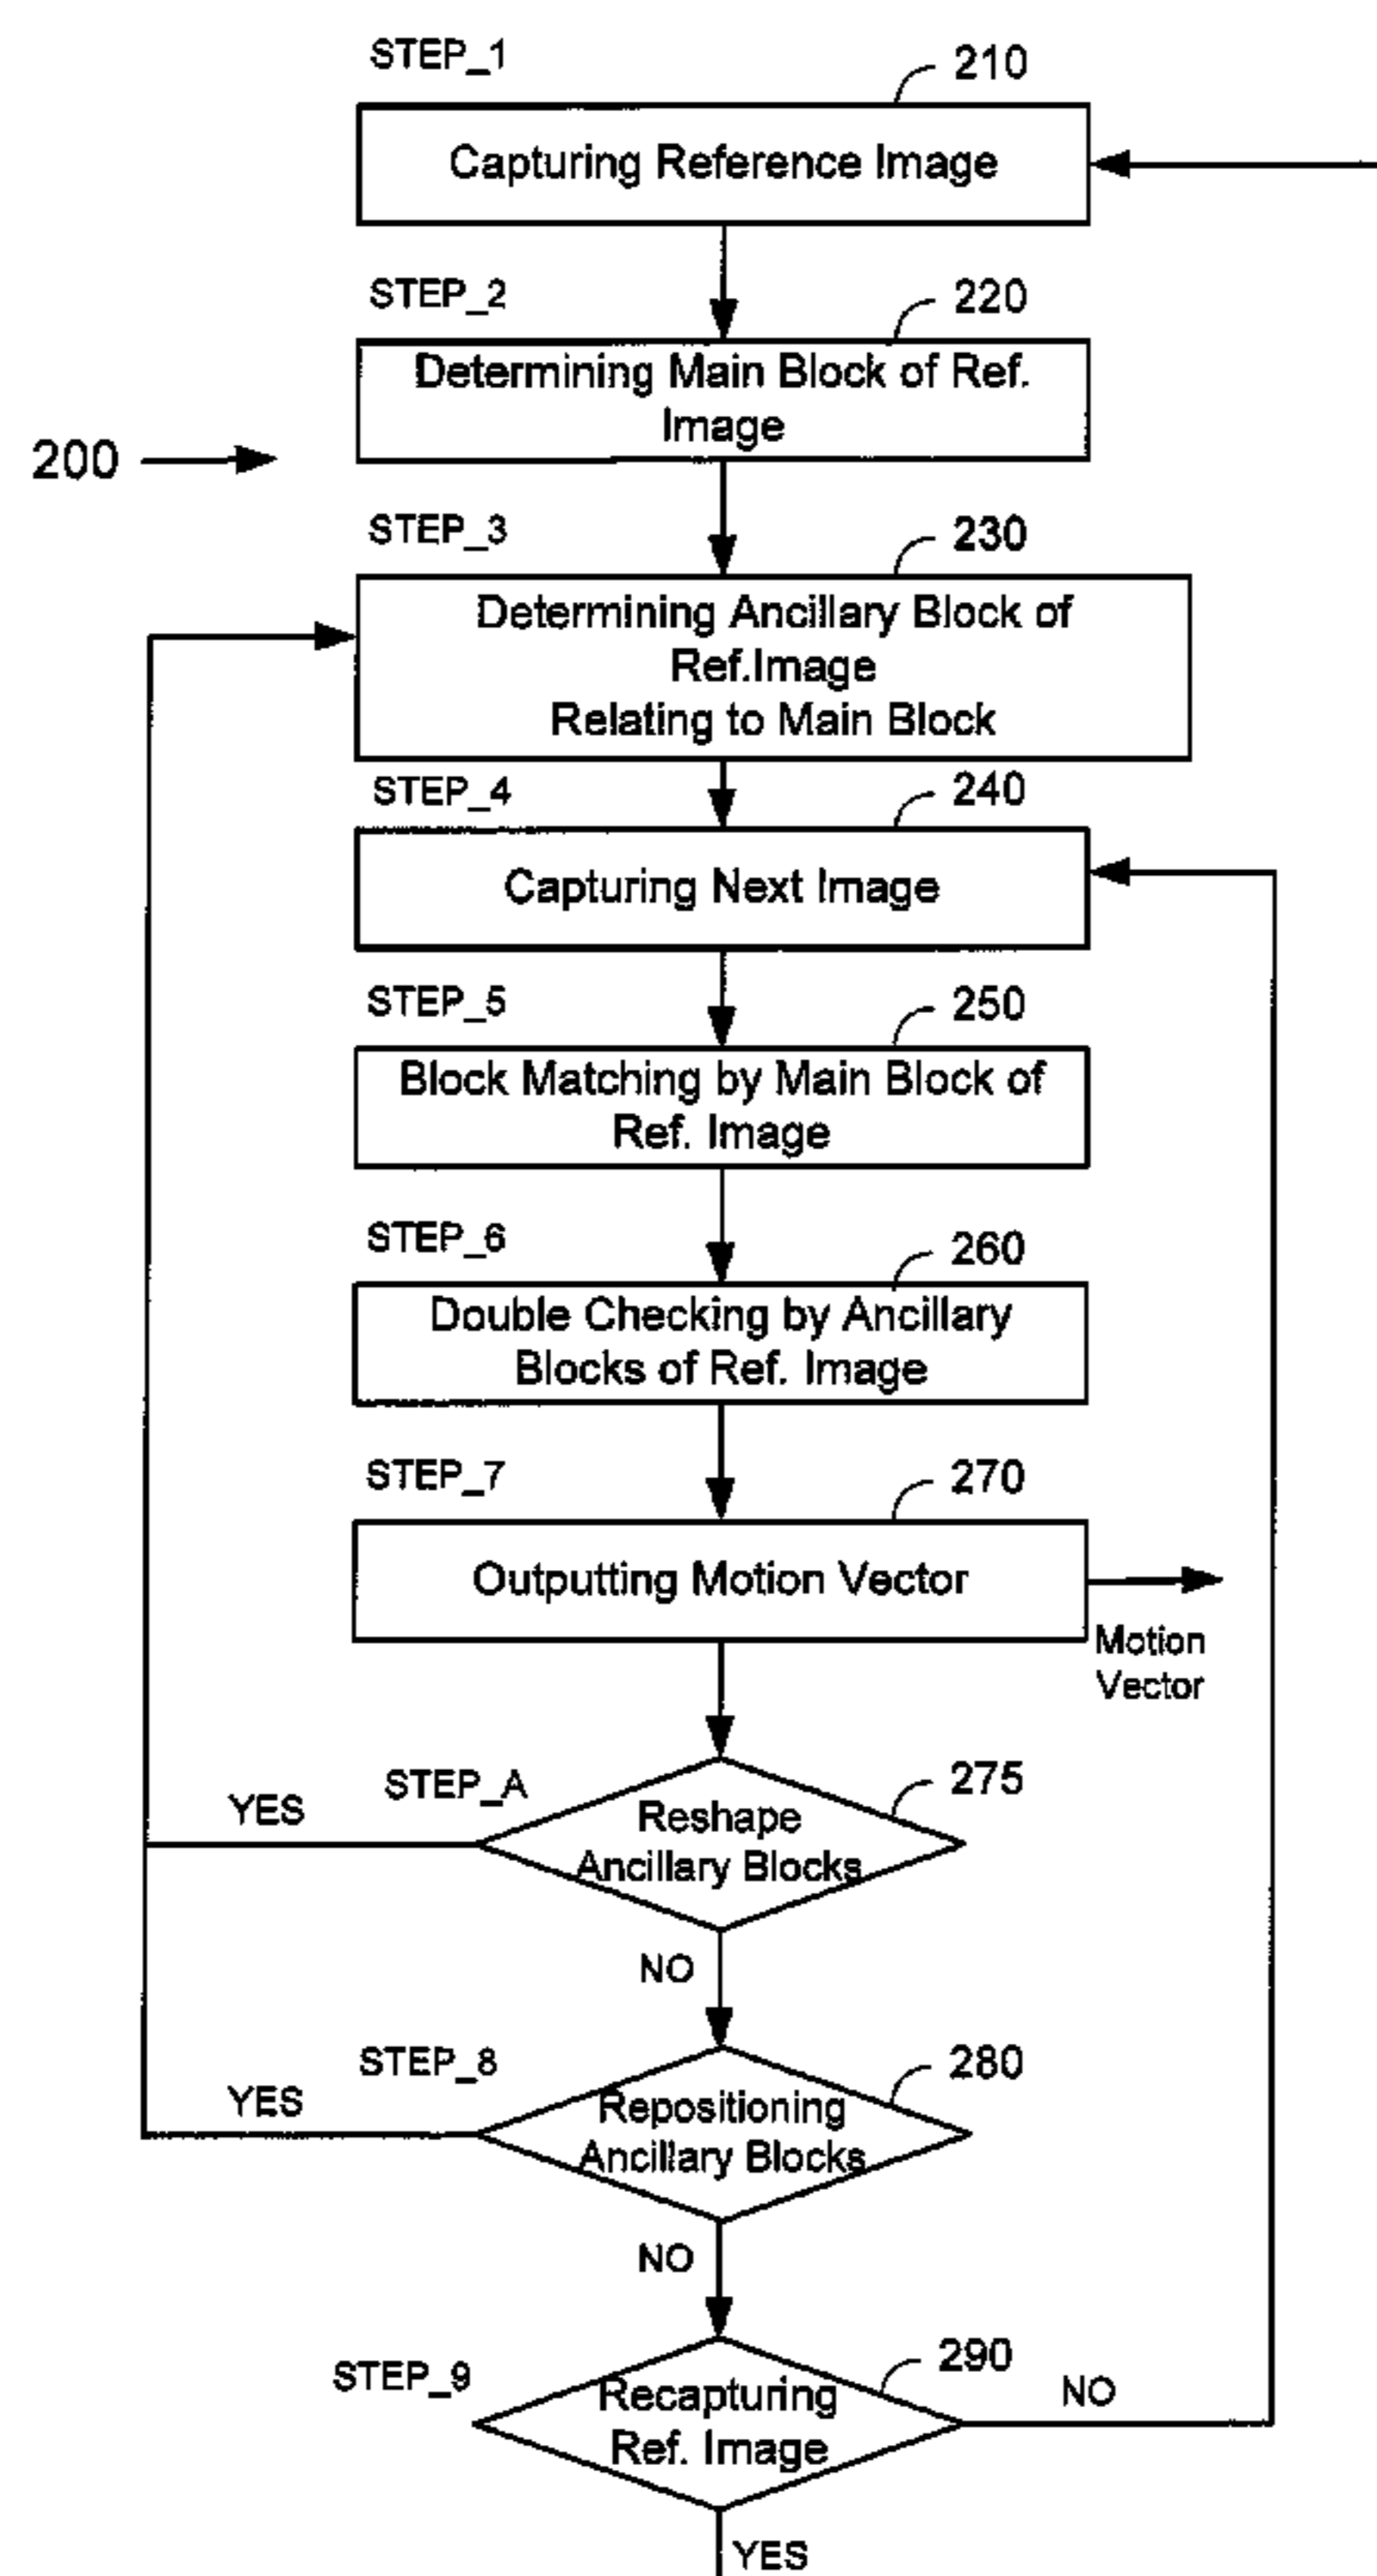 STEP_1
210
Capturing Reference Image
STEP_2
220
Determining Main Block of Ref.
Image
200
STEP_3
230
Determining Ancillary Block of
Ref.Image
Relating to Main Block
STEP_4
240
Capturing Next Image
STEP_5
250
Block Matching by Main Block of
Ref. Image
STEP_6
260
Double Checking by Ancillary
Blocks of Ref. Image
STEP_7
270
Outputting Motion Vector
Motion
Vector
STEP_A
275
YES
Reshape
Ancillary Blocks
NO
STEP_8
280
YES
Repositioning
Ancillary Blocks
NO
STEP_9
290
Recapturing
Ref. Image
NO
YES